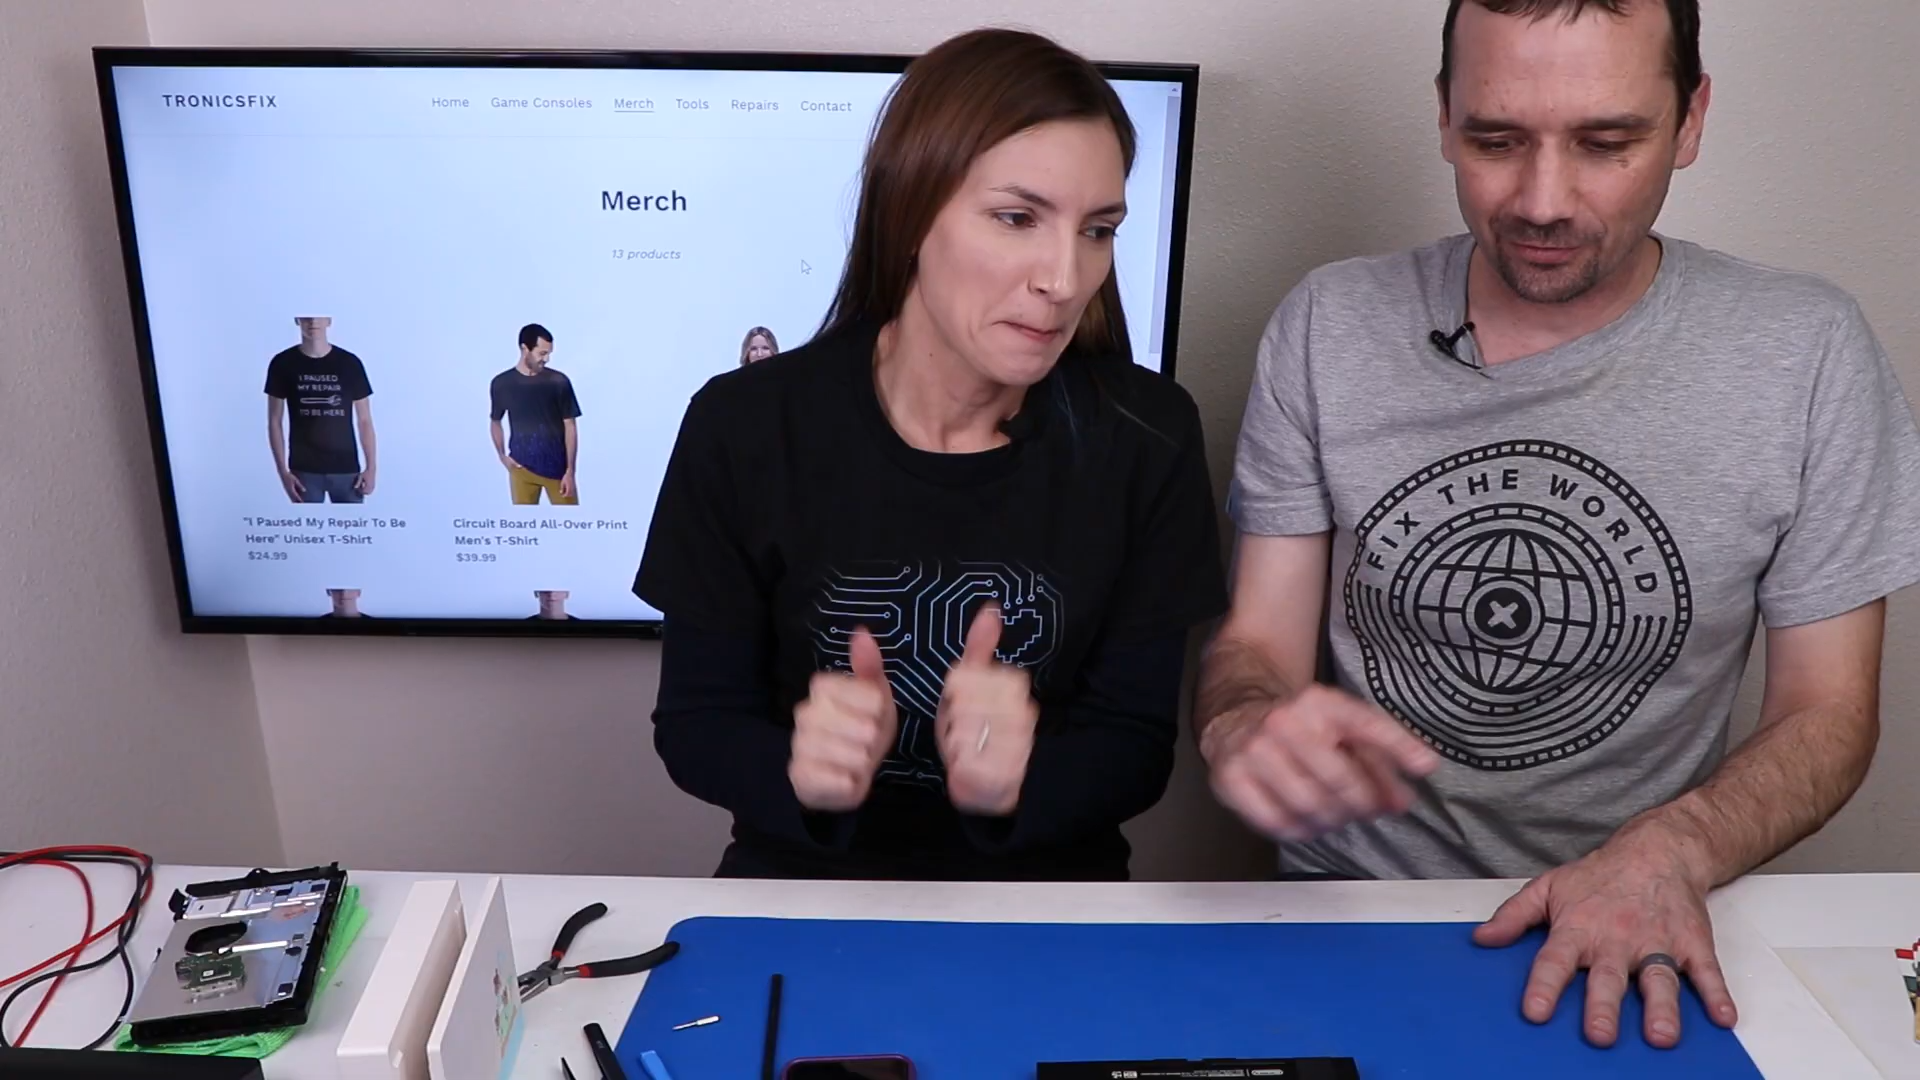 TRONICSFIX
Home Game Consoles Merch Tools Repairs Contact
Merch
13 products
I PAUSED
MY REPAIR
TO BE HERE
"I Paused My Repair To Be
Here" Unisex T-Shirt
$24.99
Circuit Board All-Over Print
Men's T-Shirt
$39.99
FIX THE WORLD